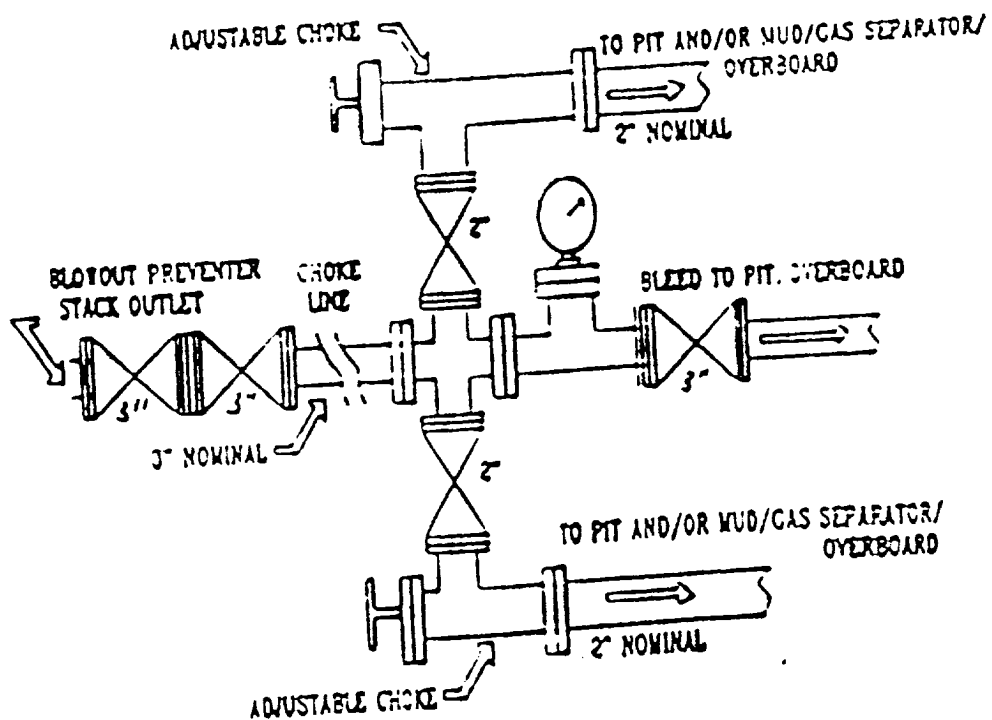 ADJUSTABLE CHOKE
TO PIT AND/OR MUD/GAS SEPARATOR/
OVERBOARD
2" NOMINAL
2"
BLOWOUT PREVENTER
STACK OUTLET
CHOKE
LINE
BLEED TO PIT, OVERBOARD
3"
3"
3"
3" NOMINAL
2"
TO PIT AND/OR MUD/GAS SEPARATOR/
OVERBOARD
2" NOMINAL
ADJUSTABLE CHOKE